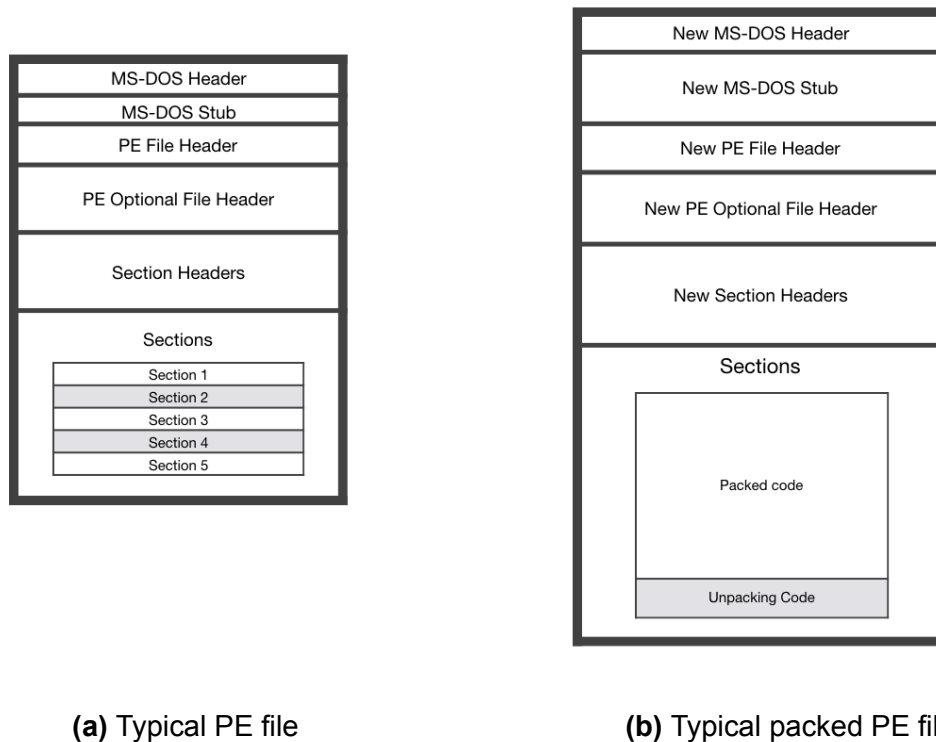 MS-DOS Header
MS-DOS Stub
PE File Header
PE Optional File Header
Section Headers
Sections
Section 1
Section 2
Section 3
Section 4
Section 5
(a) Typical PE file
New MS-DOS Header
New MS-DOS Stub
New PE File Header
New PE Optional File Header
New Section Headers
Sections
Packed code
Unpacking Code
(b) Typical packed PE fil